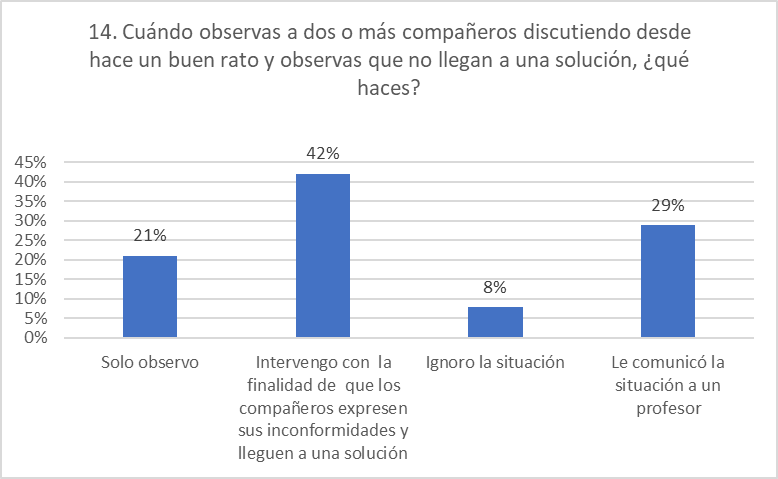 14. Cuándo observas a dos o más compañeros discutiendo desde
hace un buen rato y observas que no llegan a una solución, ¿qué
haces?
45%
40%
35%
30%
25%
20%
15%
10%
5%
0%
21%
42%
8%
29%
Solo observo
Intervengo con la
finalidad de que los
compañeros expresen
sus inconformidades y
lleguen a una solución
Ignoro la situación
Le comunicó la
situación a un
profesor